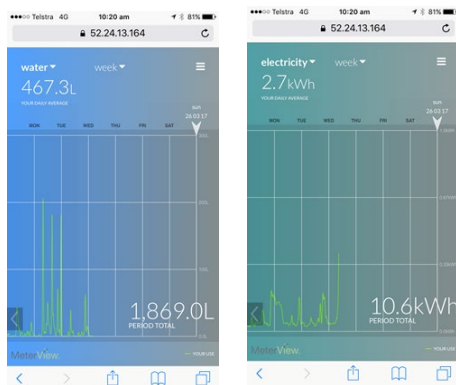 Telstra 4G 10:20 am 81%
52.24.13.164
water week
467.3L
YOUR DAILY AVERAGE
sun
26 03 17
MON TUE WED THU FRI SAT
1,869.0L
PERIOD TOTAL
0.0L
MeterView.
YOUR USE
Telstra 4G 10:20 am 81%
52.24.13.164
electricity week
2.7kWh
YOUR DAILY AVERAGE
sun
26 03 17
MON TUE WED THU FRI SAT
10.6kWh
PERIOD TOTAL
MeterView.
YOUR USE